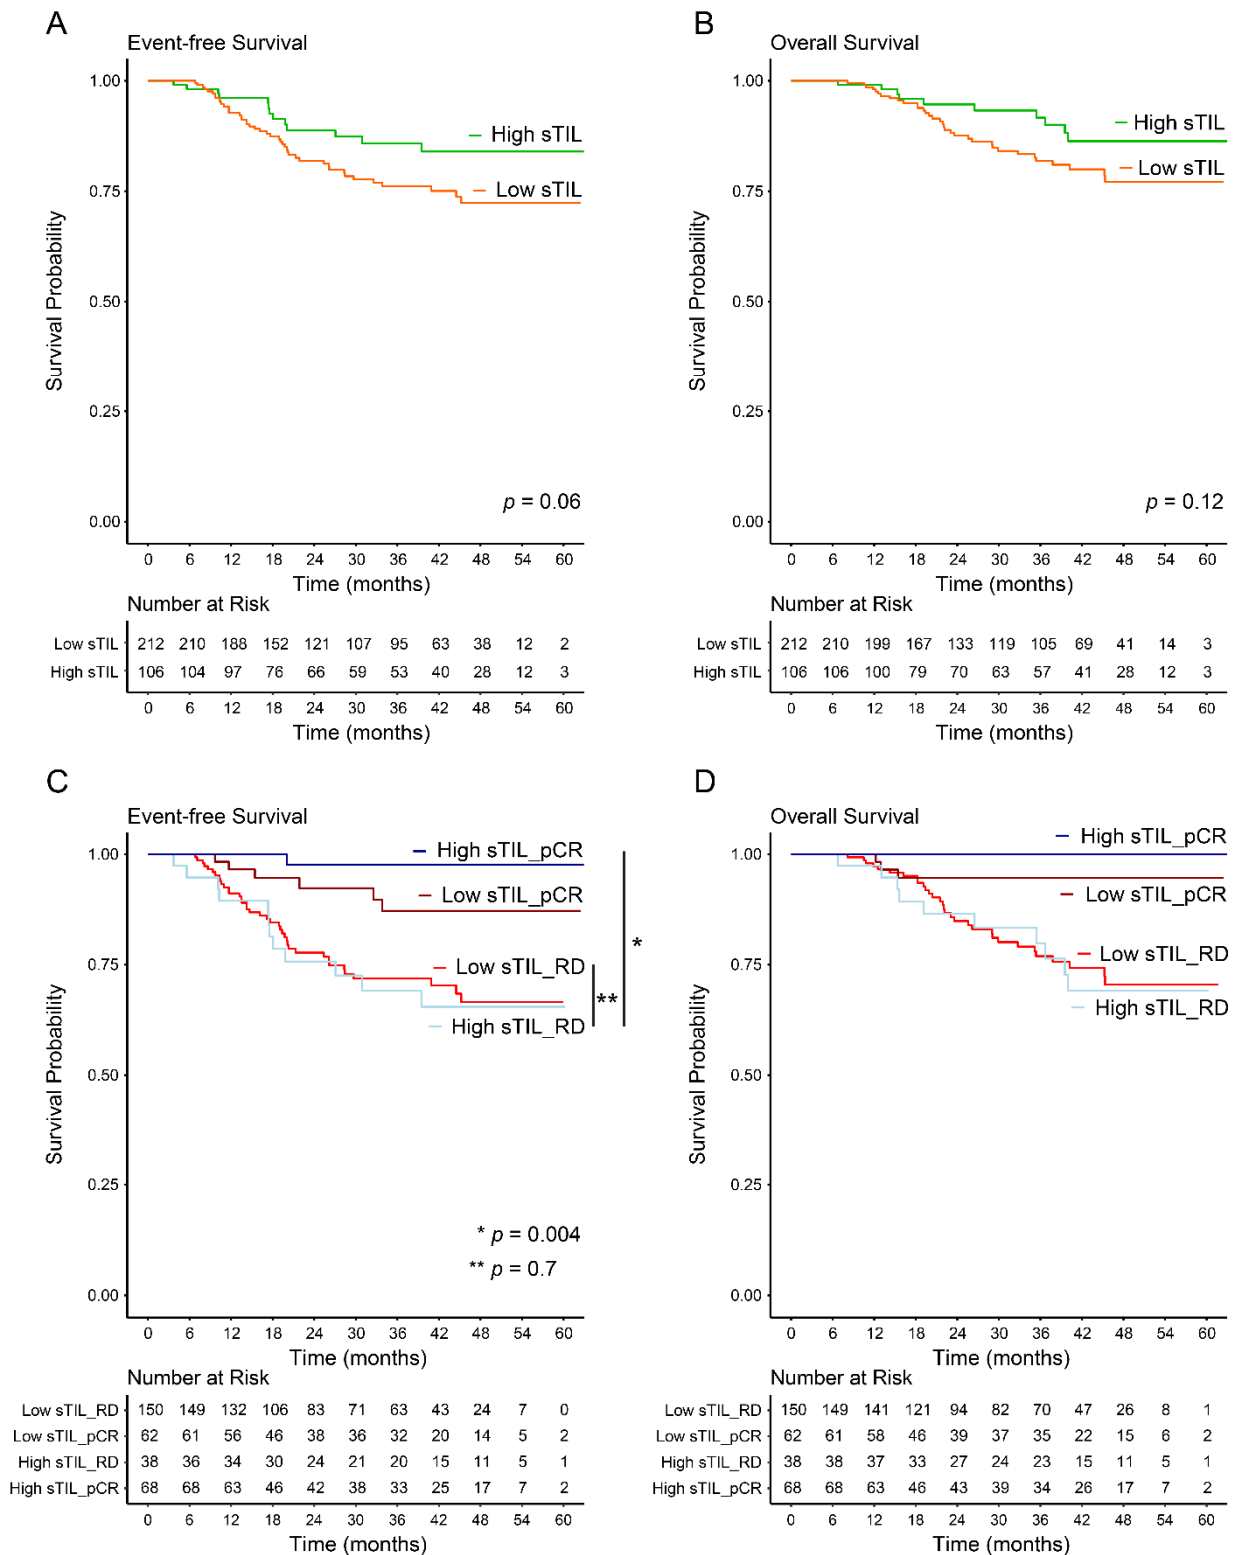 A
Event-free Survival
1.00
0.75
0.50
0.25
0.00
Survival Probability
High sTIL
Low sTIL
p = 0.06
0 6 12 18 24 30 36 42 48 54 60
Time (months)
Number at Risk
Low sTIL 212 210 188 152 121 107 95 63 38 12 2
High sTIL 106 104 97 76 66 59 53 40 28 12 3
0 6 12 18 24 30 36 42 48 54 60
Time (months)
B
Overall Survival
1.00
0.75
0.50
0.25
0.00
Survival Probability
High sTIL
Low sTIL
p = 0.12
0 6 12 18 24 30 36 42 48 54 60
Time (months)
Number at Risk
Low sTIL 212 210 199 167 133 119 105 69 41 14 3
High sTIL 106 106 100 79 70 63 57 41 28 12 3
0 6 12 18 24 30 36 42 48 54 60
Time (months)
C
Event-free Survival
1.00
0.75
0.50
0.25
0.00
Survival Probability
High sTIL_pCR
Low sTIL_pCR
Low sTIL_RD
High sTIL_RD
*
**
* p = 0.004
** p = 0.7
0 6 12 18 24 30 36 42 48 54 60
Time (months)
Number at Risk
Low sTIL_RD 150 149 132 106 83 71 63 43 24 7 0
Low sTIL_pCR 62 61 56 46 38 36 32 20 14 5 2
High sTIL_RD 38 36 34 30 24 21 20 15 11 5 1
High sTIL_pCR 68 68 63 46 42 38 33 25 17 7 2
0 6 12 18 24 30 36 42 48 54 60
Time (months)
D
Overall Survival
1.00
0.75
0.50
0.25
0.00
Survival Probability
High sTIL_pCR
Low sTIL_pCR
Low sTIL_RD
High sTIL_RD
0 6 12 18 24 30 36 42 48 54 60
Time (months)
Number at Risk
Low sTIL_RD 150 149 141 121 94 82 70 47 26 8 1
Low sTIL_pCR 62 61 58 46 39 37 35 22 15 6 2
High sTIL_RD 38 38 37 33 27 24 23 15 11 5 1
High sTIL_pCR 68 68 63 46 43 39 34 26 17 7 2
0 6 12 18 24 30 36 42 48 54 60
Time (months)